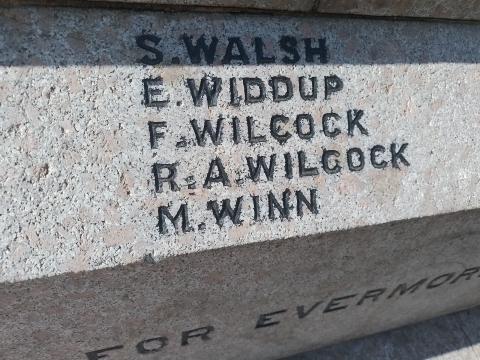 S. WALSH
E. WIDDUP
F. WILCOCK
R. A. WILCOCK
M. WINN
FOR EVERMORE